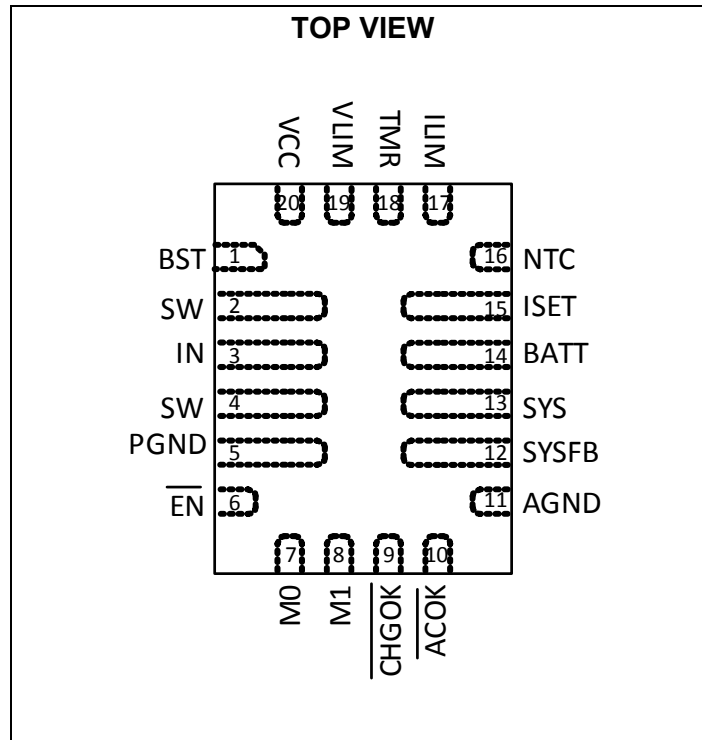 TOP VIEW
VCC
VLIM
TMR
ILIM
20 19 18 17
BST 1 16 NTC
SW 2 15 ISET
IN 3 14 BATT
SW 4 13 SYS
PGND 5 12 SYSFB
EN 6 11 AGND
7 8 9 10
M0
M1
CHGOK
ACOK